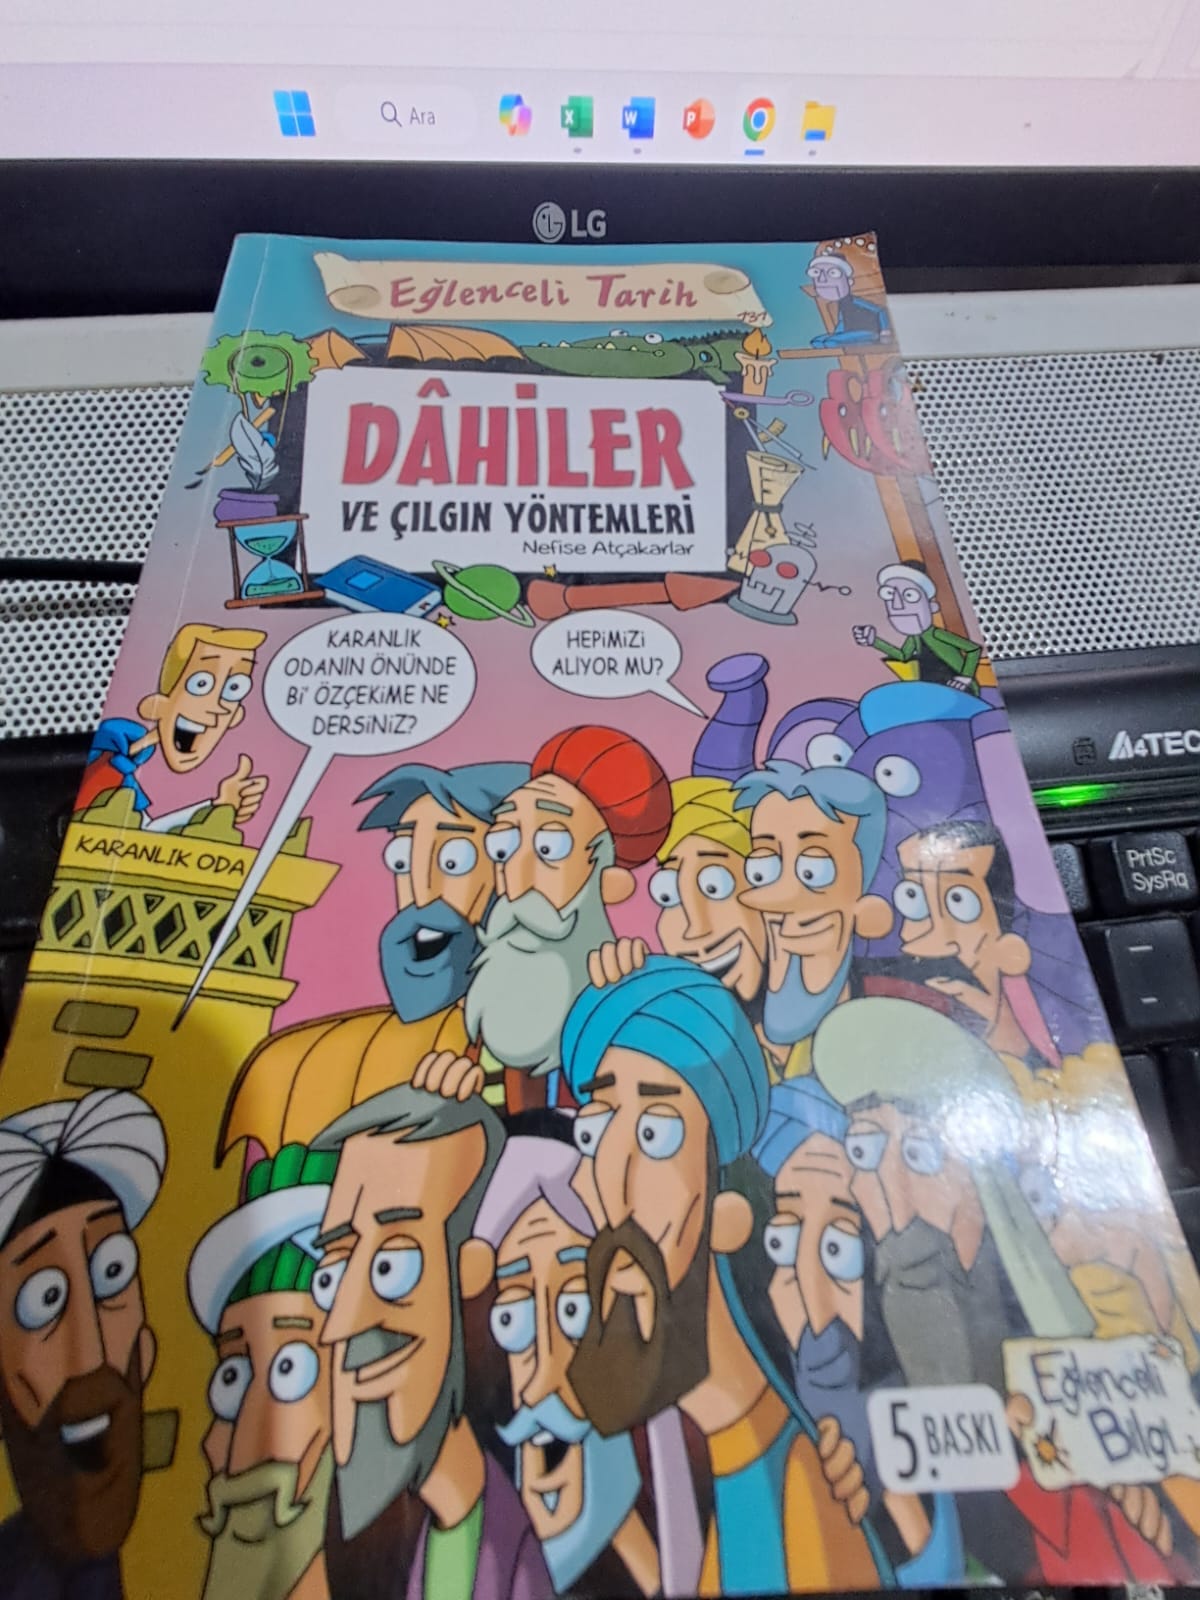 Ara
LG
Eğlenceli Tarih
131
DÂHİLER
VE ÇILGIN YÖNTEMLERİ
Nefise Atçakarlar
KARANLIK
ODANIN ÖNÜNDE
Bİ' ÖZÇEKİME NE
DERSİNİZ?
HEPİMİZİ
ALIYOR MU?
A4TEC
PrtSc
SysRq
KARANLIK ODA
5. BASKI
Eğlenceli
Bilgi